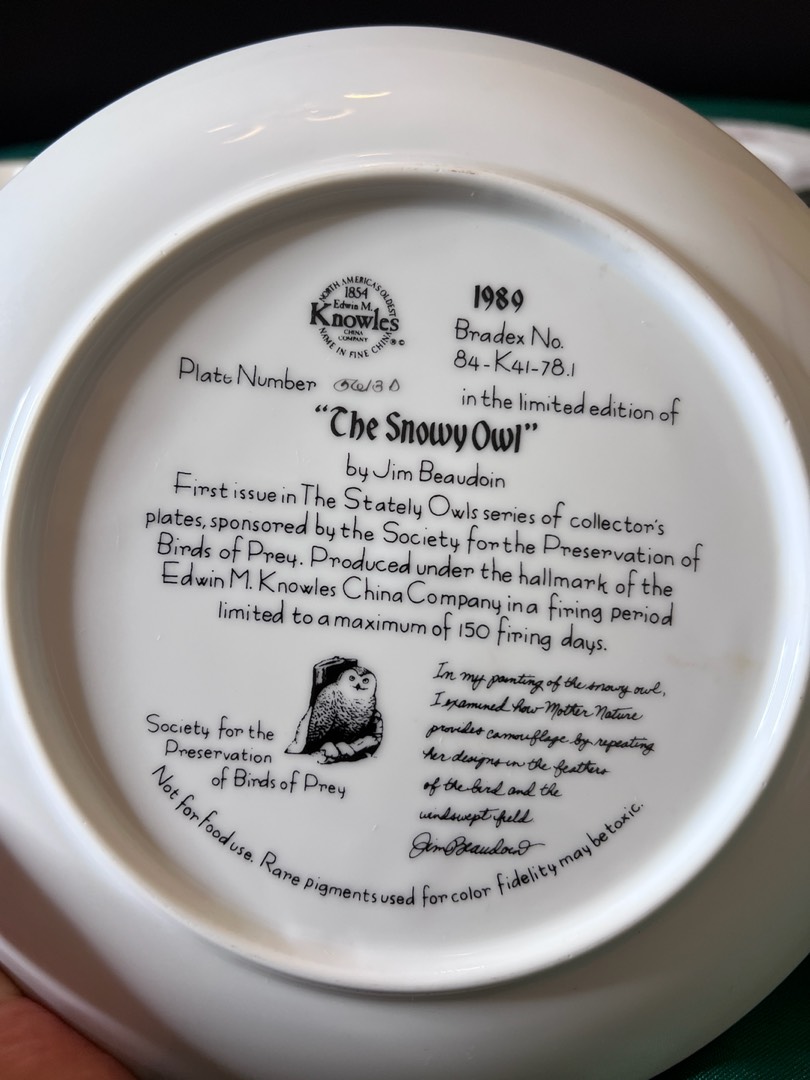 NORTH AMERICA'S OLDEST
1854
Edwin M.
Knowles
CHINA
COMPANY
NAME IN FINE CHINA
®©
1989
Bradex No.
84-K41-78.1
Plate Number
in the limited edition of
"The Snowy Owl"
by Jim Beaudoin
First issue in The Stately Owls series of collector's
plates, sponsored by the Society for the Preservation of
Birds of Prey. Produced under the hallmark of the
Edwin M. Knowles China Company in a firing period
limited to a maximum of 150 firing days.
Society for the
Preservation
of Birds of Prey
In my painting of the snowy owl,
I examined how Mother Nature
provides camouflage by repeating
her designs in the feathers
of the bird and the
windswept field
Jim Beaudoin
Not for food use. Rare pigments used for color fidelity may be toxic.